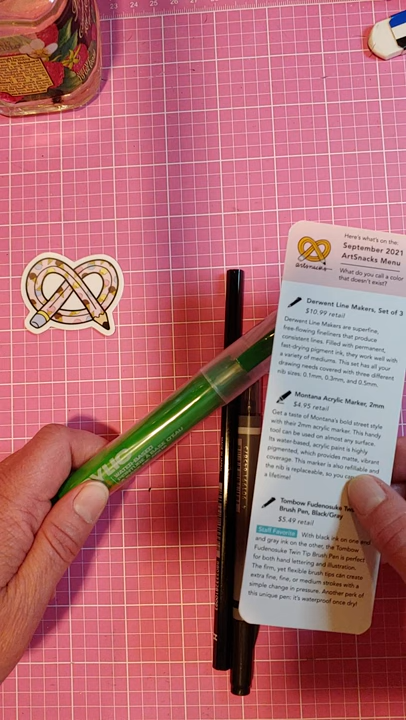 23 24 25 26 27
Here's what's on the:
September 2021
ArtSnacks Menu
artsnacks
What do you call a color
that doesn't exist?
Derwent Line Makers, Set of 3
$10.99 retail
Derwent Line Makers are superfine,
free-flowing fineliners that produce
consistent lines. Filled with permanent,
fast-drying pigment ink, they work well with
a variety of mediums. This set has all your
drawing needs covered with three different
nib sizes: 0.1mm, 0.3mm, and 0.5mm.
Montana Acrylic Marker, 2mm
$4.95 retail
Get a taste of Montana's bold street style
with their 2mm acrylic marker. This handy
tool can be used on almost any surface.
Its water-based, acrylic paint is highly
pigmented, which provides matte, vibrant
coverage. This marker is also refillable and
the nib is replaceable, so you can
a lifetime!
Tombow Fudenosuke Twin
Brush Pen, Black/Gray
$5.49 retail
Staff Favorite With black ink on one end
and gray ink on the other, the Tombow
Fudenosuke Twin Tip Brush Pen is perfect
for both hand lettering and illustration.
The firm, yet flexible brush tips can create
extra fine, fine, or medium strokes with a
simple change in pressure. Another perk of
this unique pen: it's waterproof once dry!
WATER BASED